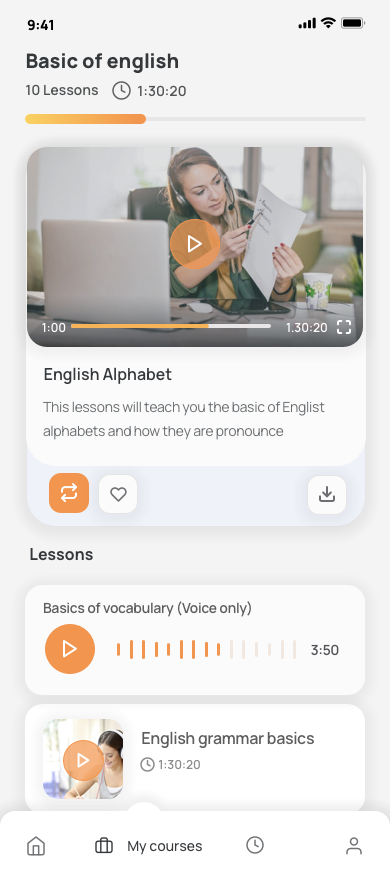 9:41
Basic of english
10 Lessons 1:30:20
1:00 1.30:20
English Alphabet
This lessons will teach you the basic of Englist
alphabets and how they are pronounce
Lessons
Basics of vocabulary (Voice only)
3:50
English grammar basics
1:30:20
My courses